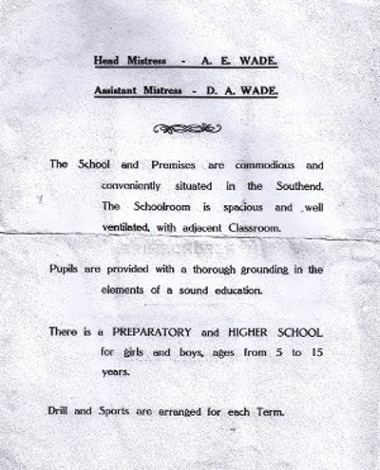 Head Mistress - A. E. WADE.
Assistant Mistress - D. A. WADE.
The School and Premises are commodious and
conveniently situated in the Southend.
The Schoolroom is spacious and well
ventilated, with adjacent Classroom.
Pupils are provided with a thorough grounding in the
elements of a sound education.
There is a PREPARATORY and HIGHER SCHOOL
for girls and boys, ages from 5 to 15
years.
Drill and Sports are arranged for each Term.